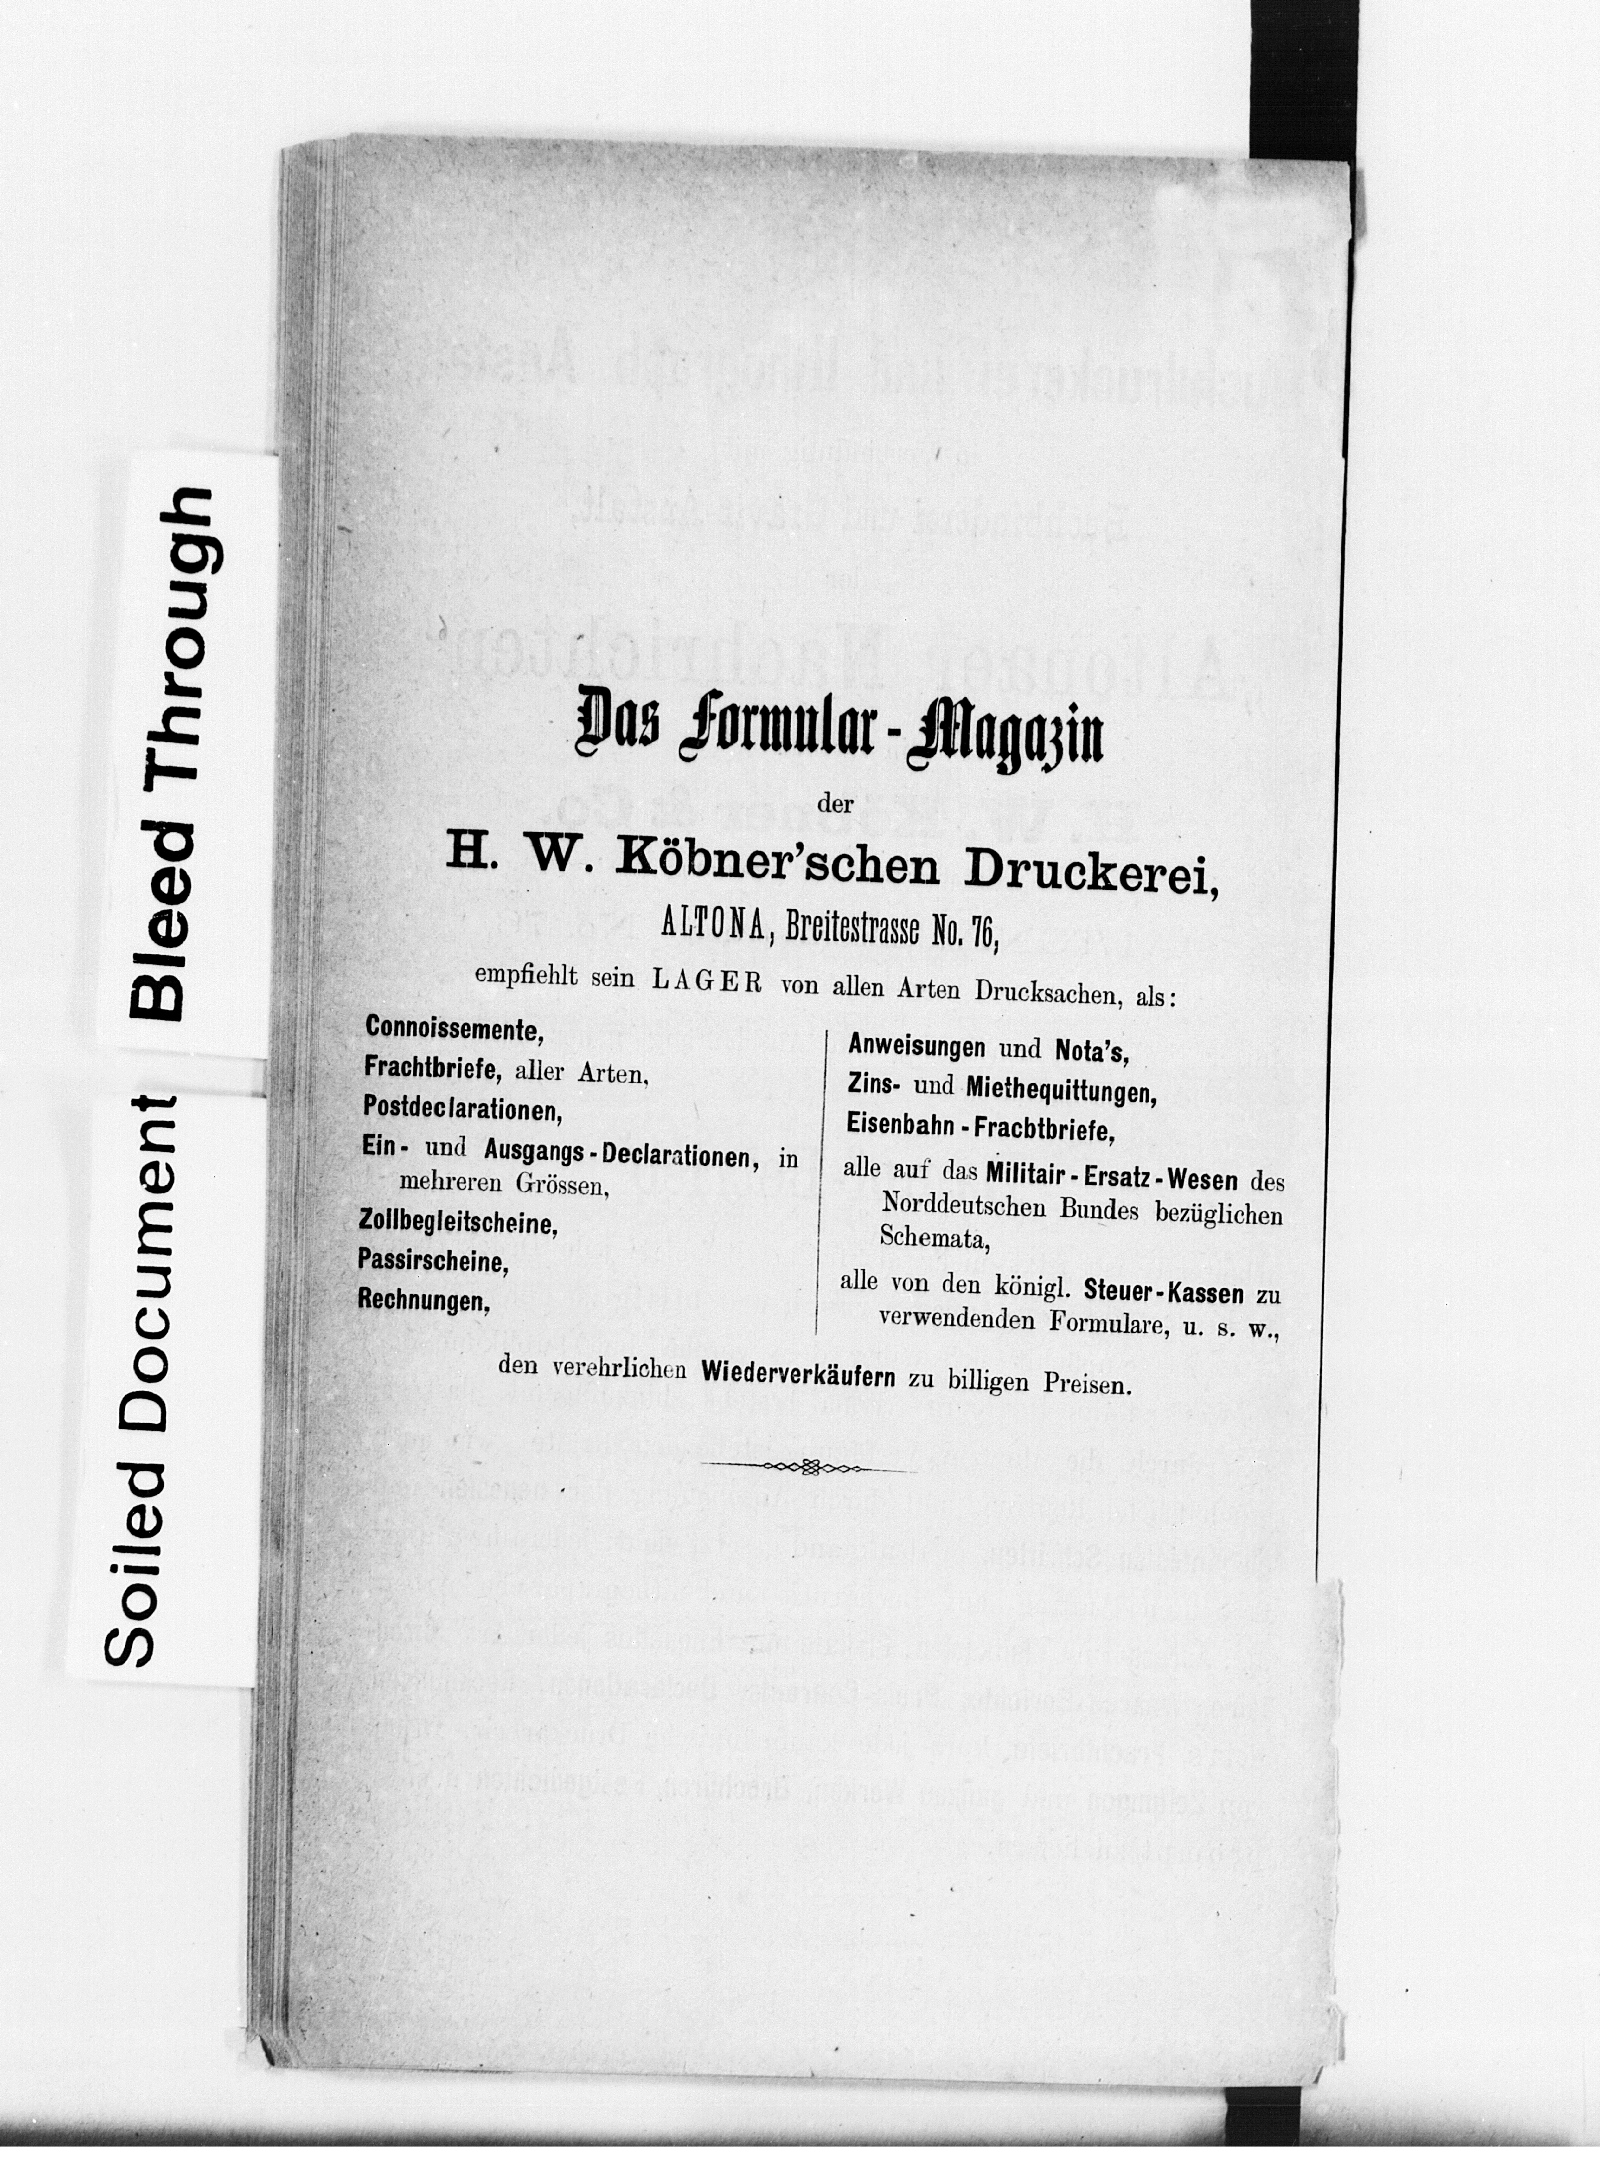 Das Formular-Magazin
der
H. W. Köbner'schen Druckerei,
ALTONA, Breitestrasse No. 76,
empfiehlt sein LAGER von allen Arten Drucksachen, als:
Connoissemente,
Frachtbriefe, aller Arten,
Postdeclarationen,
Ein- und Ausgangs-Declarationen, in
mehreren Grössen,
Zollbegleitscheine,
Passirscheine,
Rechnungen,
Anweisungen und Nota's,
Zins- und Miethequittungen,
Eisenbahn-Fracbtbriefe,
alle auf das Militair-Ersatz-Wesen des
Norddeutschen Bundes bezüglichen
Schemata,
alle von den königl. Steuer-Kassen zu
verwendenden Formulare, u. s. w.,
den verehrlichen Wiederverkäufern zu billigen Preisen.
Bleed Through
Soiled Document